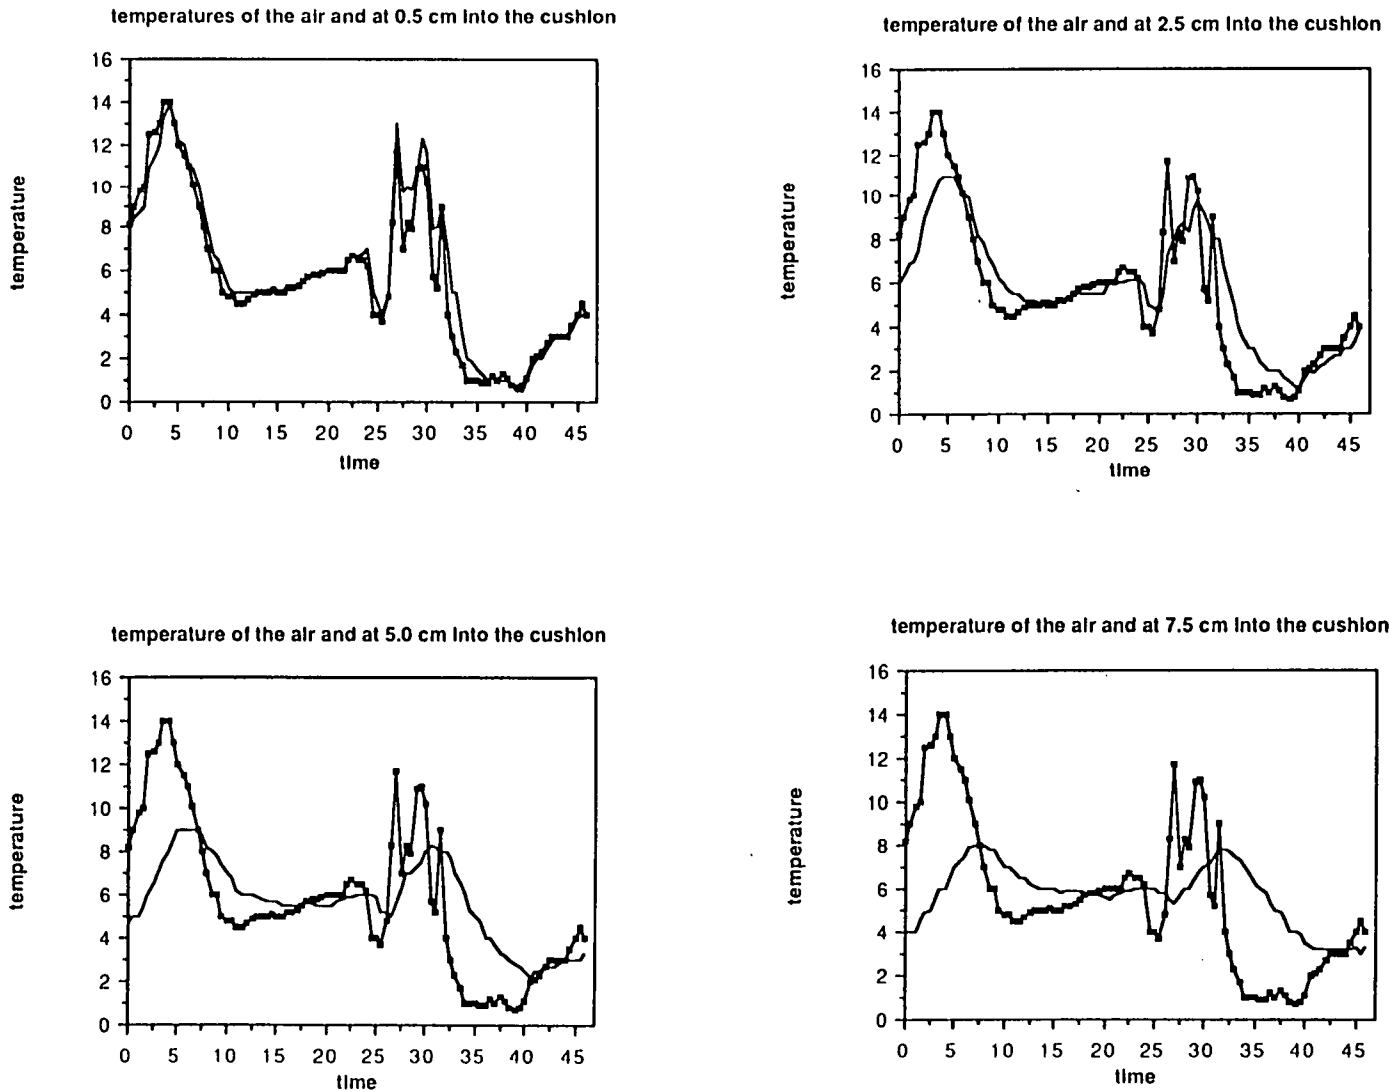 temperatures of the air and at 0.5 cm into the cushion
16
14
12
10
8
6
4
2
0
temperature
0 5 10 15 20 25 30 35 40 45
time
temperature of the air and at 2.5 cm into the cushion
16
14
12
10
8
6
4
2
0
temperature
0 5 10 15 20 25 30 35 40 45
time
temperature of the air and at 5.0 cm into the cushion
16
14
12
10
8
6
4
2
0
temperature
0 5 10 15 20 25 30 35 40 45
time
temperature of the air and at 7.5 cm into the cushion
16
14
12
10
8
6
4
2
0
temperature
0 5 10 15 20 25 30 35 40 45
time